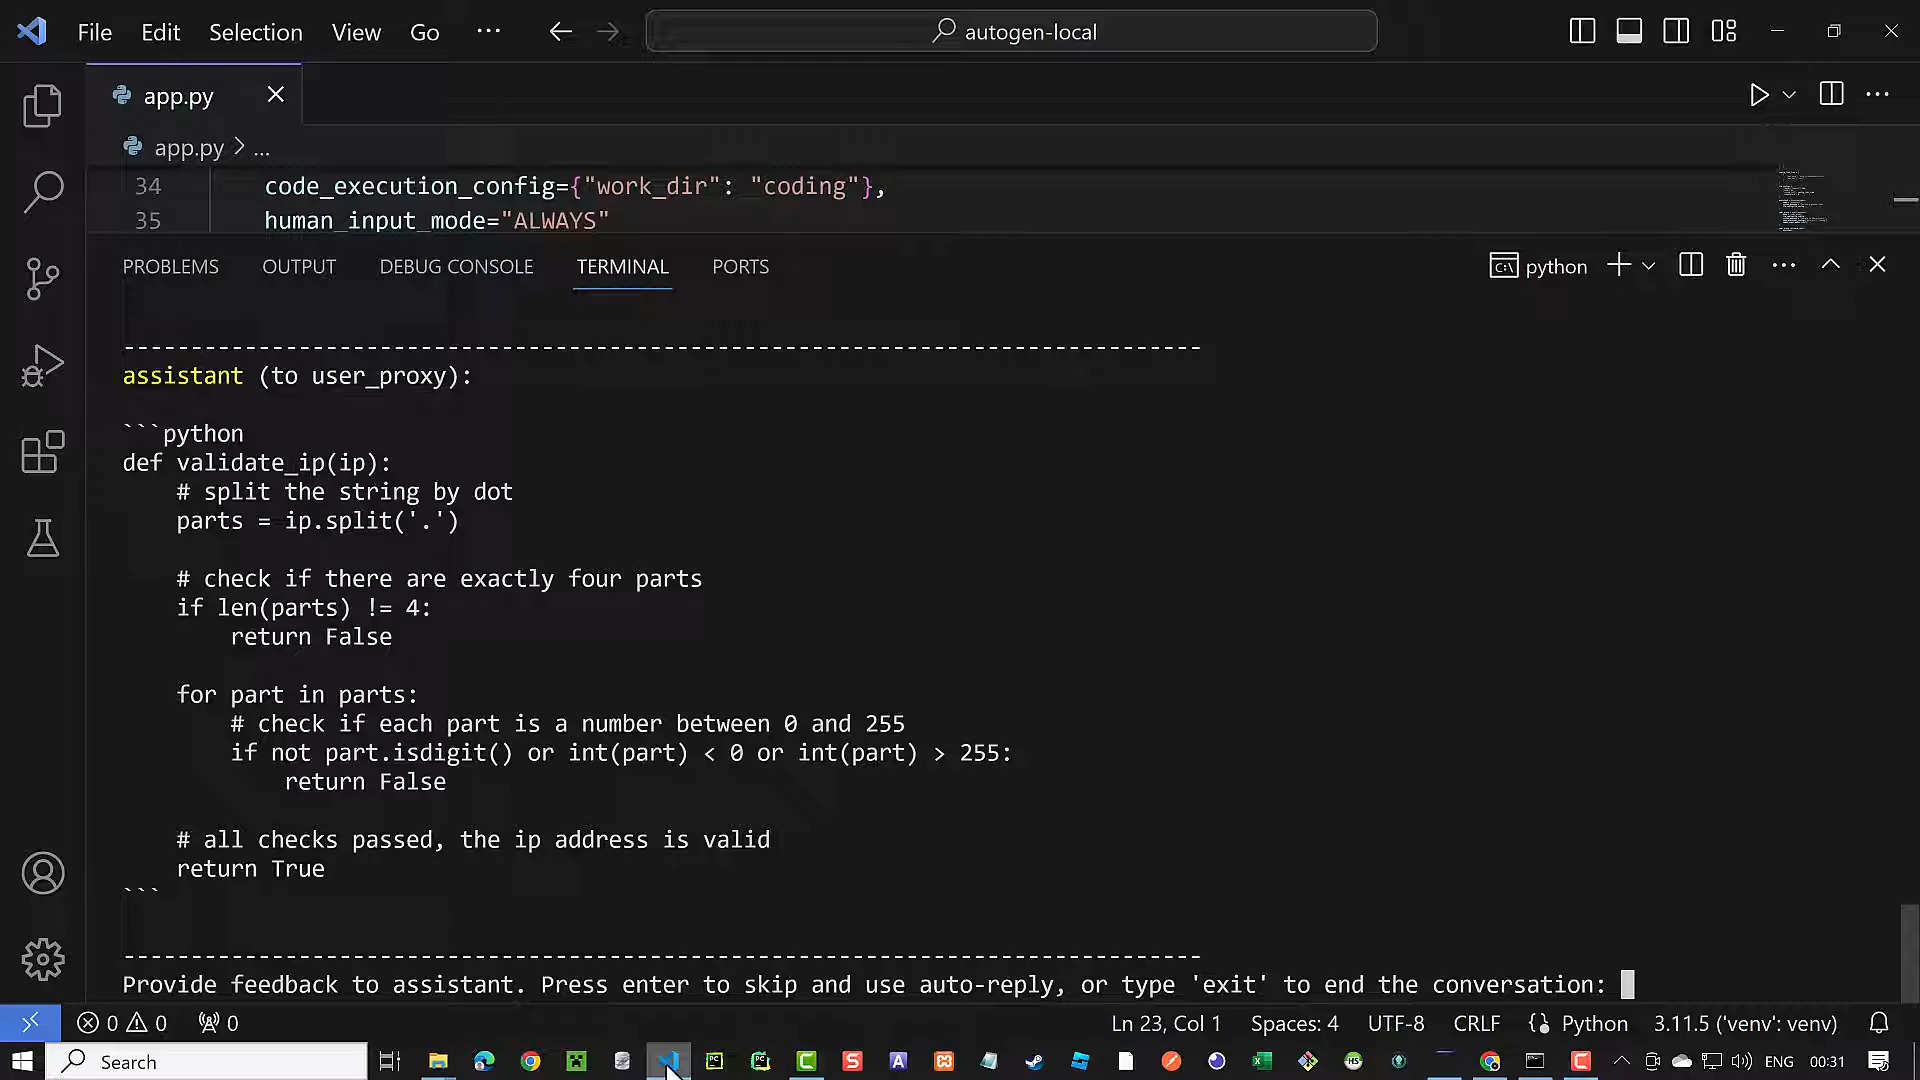 File Edit Selection View Go ··· autogen-local
app.py
app.py > ...
34 code_execution_config={"work_dir": "coding"},
35 human_input_mode="ALWAYS"
PROBLEMS OUTPUT DEBUG CONSOLE TERMINAL PORTS python
--------------------------------------------------------------------------------
assistant (to user_proxy):
```python
def validate_ip(ip):
    # split the string by dot
    parts = ip.split('.')
    # check if there are exactly four parts
    if len(parts) != 4:
        return False
    for part in parts:
        # check if each part is a number between 0 and 255
        if not part.isdigit() or int(part) < 0 or int(part) > 255:
            return False
    # all checks passed, the ip address is valid
    return True
```
--------------------------------------------------------------------------------
Provide feedback to assistant. Press enter to skip and use auto-reply, or type 'exit' to end the conversation:
0 0 0 Ln 23, Col 1 Spaces: 4 UTF-8 CRLF Python 3.11.5 ('venv': venv)
Search ENG 00:31